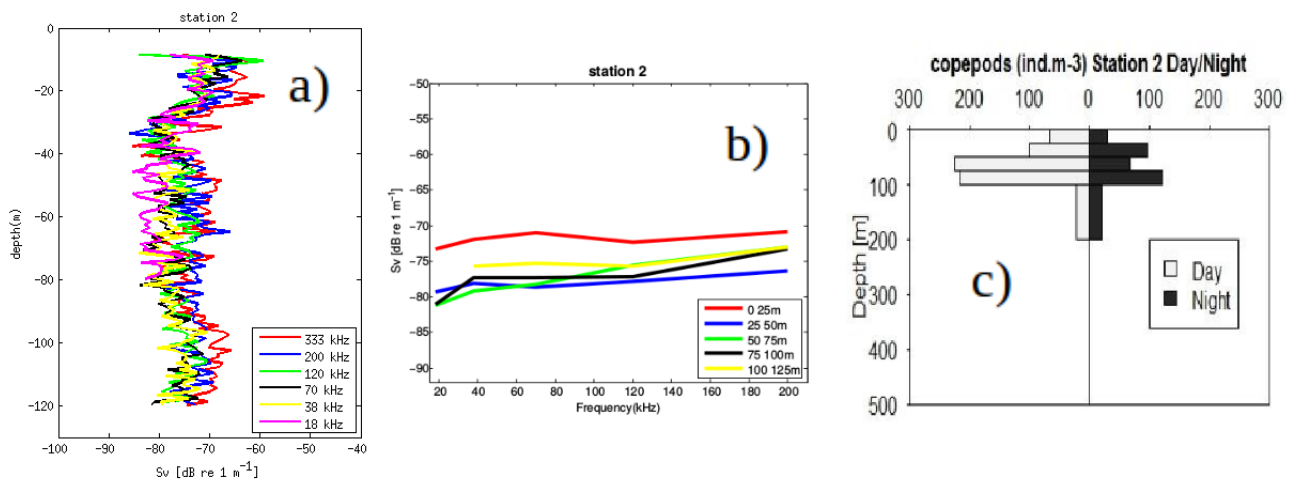 station 2
-0
-20
-40
-60
-80
-100
-120
depth(m)
-100
-90
-80
-70
-60
-50
-40
Sv [dB re 1 m⁻¹]
333 kHz
200 kHz
120 kHz
70 kHz
38 kHz
18 kHz
a)
station 2
-50
-55
-60
-65
-70
-75
-80
-85
-90
Sv [dB re 1 m⁻¹]
20 40 60 80 100 120 140 160 180 200
Frequency(kHz)
0 25m
25 50m
50 75m
75 100m
100 125m
b)
copepods (ind.m-3) Station 2 Day/Night
300 200 100 0 100 200 300
0
100
200
300
400
500
Depth [m]
Day
Night
c)